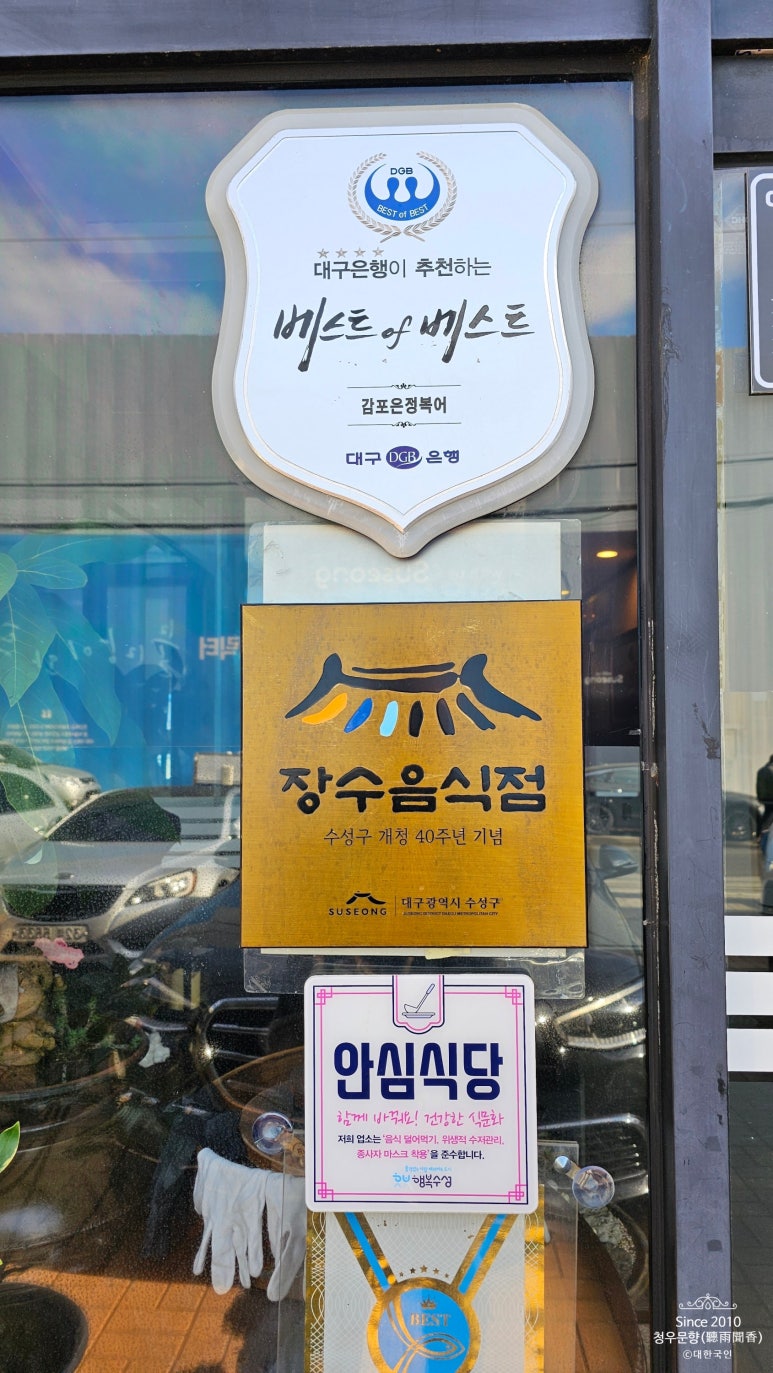 DGB
BEST of BEST
대구은행이 추천하는
베스트 of 베스트
감포은정복어
대구 DGB 은행
장수음식점
수성구 개청 40주년 기념
SUSEONG 대구광역시 수성구
안심식당
함께 바꿔요! 건강한 식문화
저희 업소는 '음식 덜어먹기, 위생적 수저관리,
종사자 마스크 착용'을 준수합니다.
행복수성
BEST
Since 2010
청우문향(聽雨聞香)
©대한국인